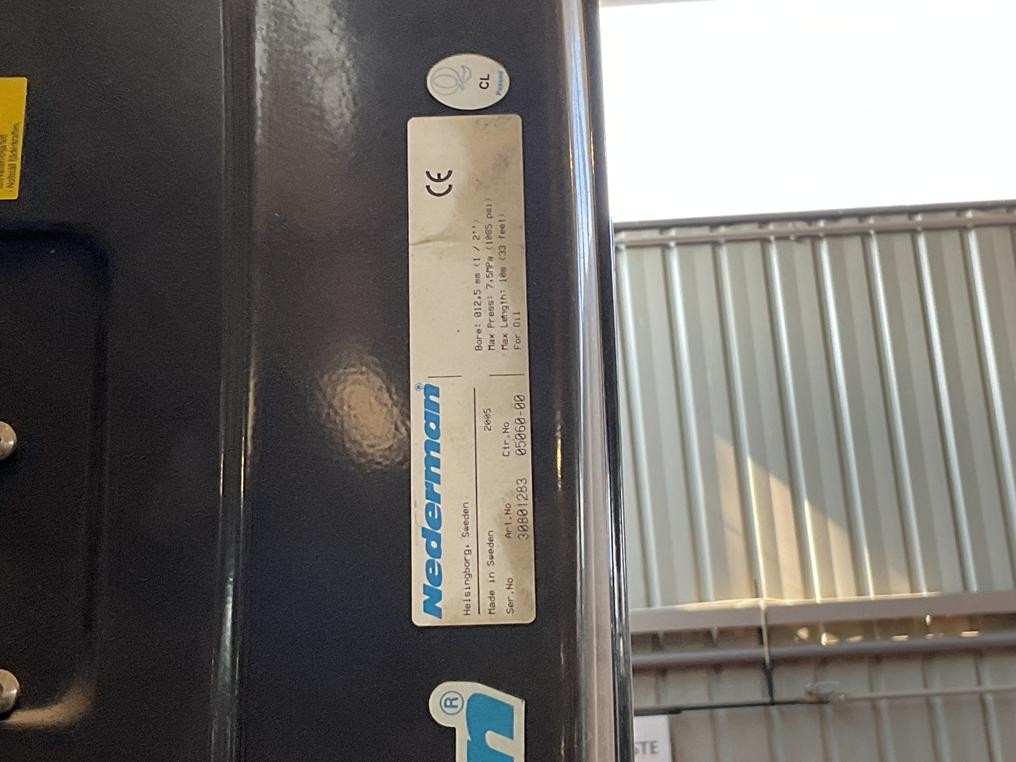 CL
Passed
CE
Nederman®
Helsingborg, Sweden
Made in Sweden 2005
Ser.No Art.No Ctr.No
30801283 05060-00
Bore: Ø12,5 mm (1 / 2'')
Max Press: 7,5MPa (1085 psi)
Max Length: 10m (33 feet)
For Oil
n®
STE